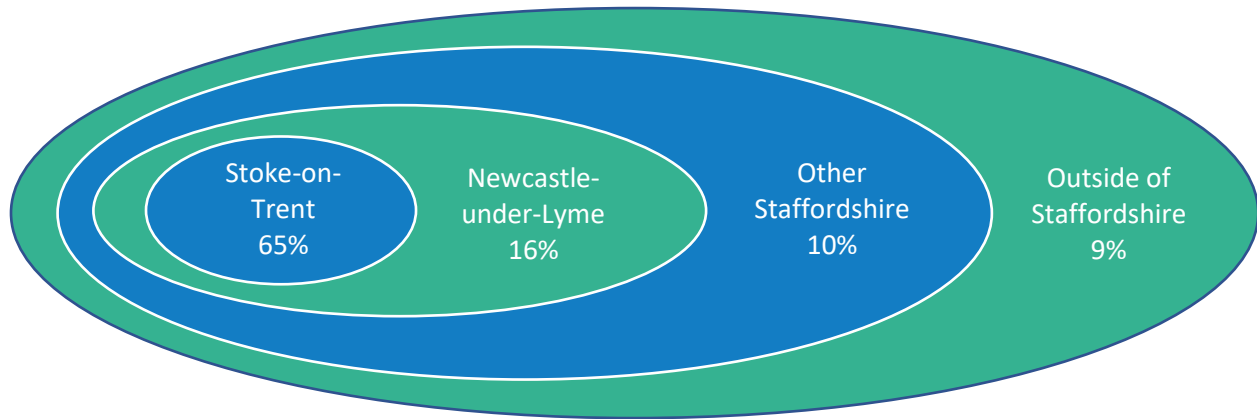 Stoke-on-
Trent
65%
Newcastle-
under-Lyme
16%
Other
Staffordshire
10%
Outside of
Staffordshire
9%